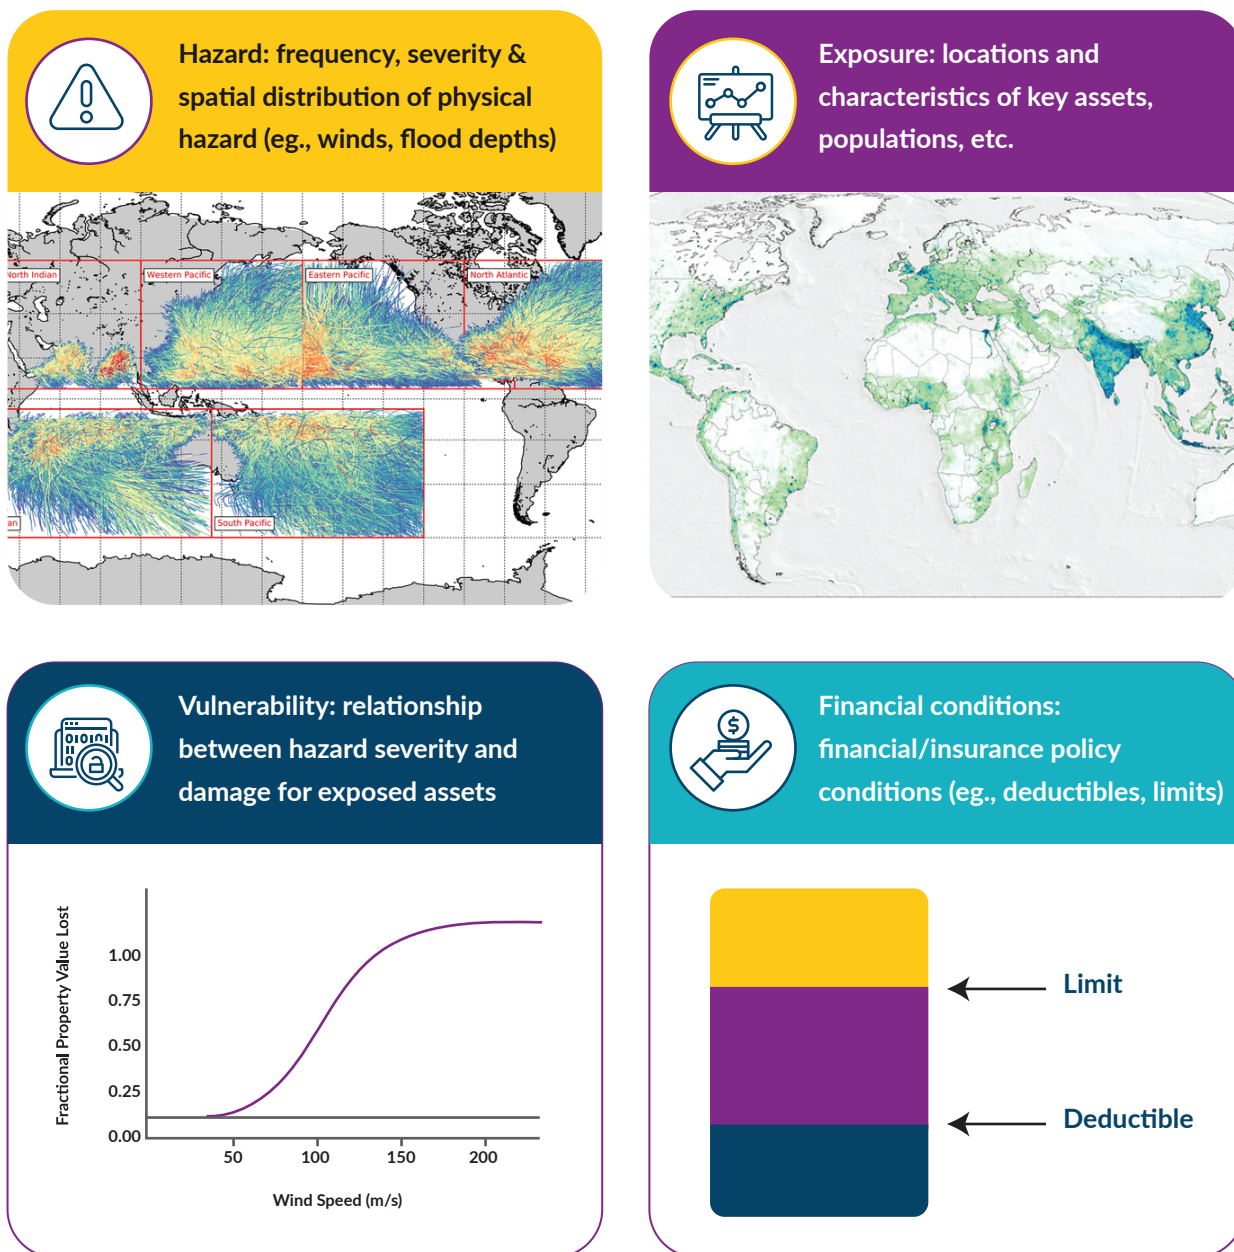 Hazard: frequency, severity &
spatial distribution of physical
hazard (eg., winds, flood depths)
Exposure: locations and
characteristics of key assets,
populations, etc.
North Indian
Western Pacific
Eastern Pacific
North Atlantic
South Pacific
Vulnerability: relationship
between hazard severity and
damage for exposed assets
Financial conditions:
financial/insurance policy
conditions (eg., deductibles, limits)
$
Fractional Property Value Lost
1.00
0.75
0.50
0.25
0.00
50
100
150
200
Wind Speed (m/s)
Limit
Deductible